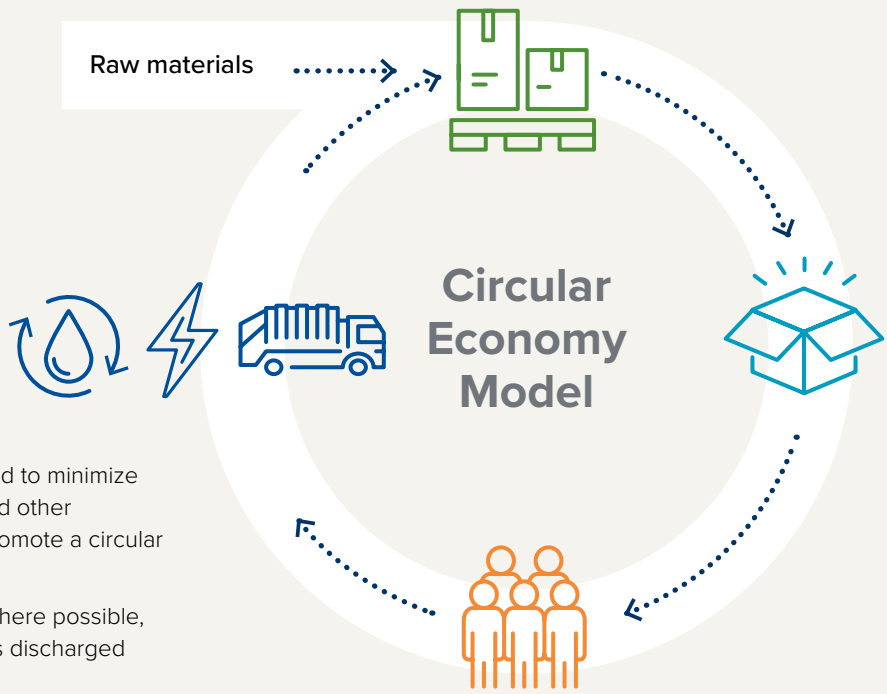 Raw materials
Circular
Economy
Model
d to minimize
d other
omote a circular
here possible,
s discharged